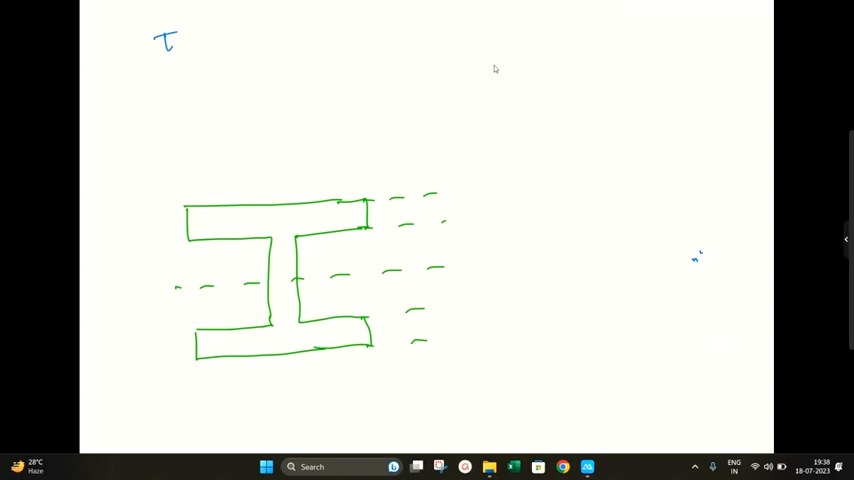 τ
28°C
Haze
Search
ENG
IN
19:38
18-07-2023